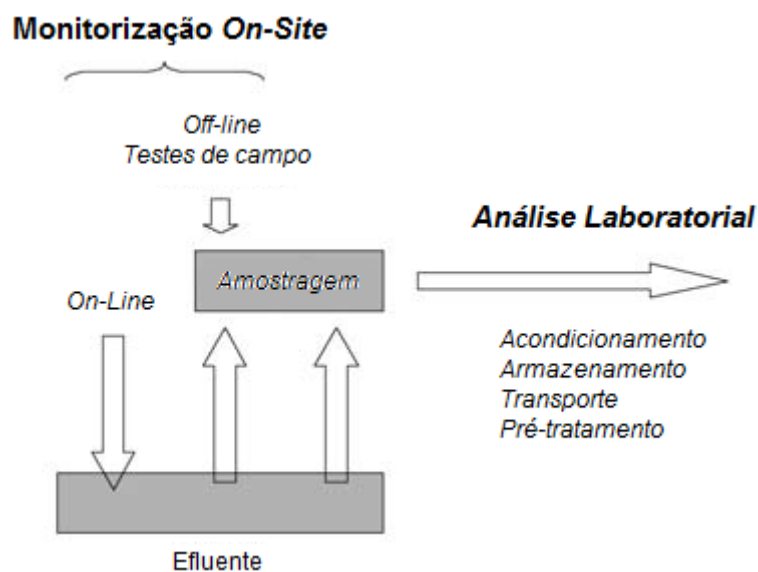 Monitorização On-Site
Off-line
Testes de campo
Análise Laboratorial
Amostragem
On-Line
Acondicionamento
Armazenamento
Transporte
Pré-tratamento
Efluente